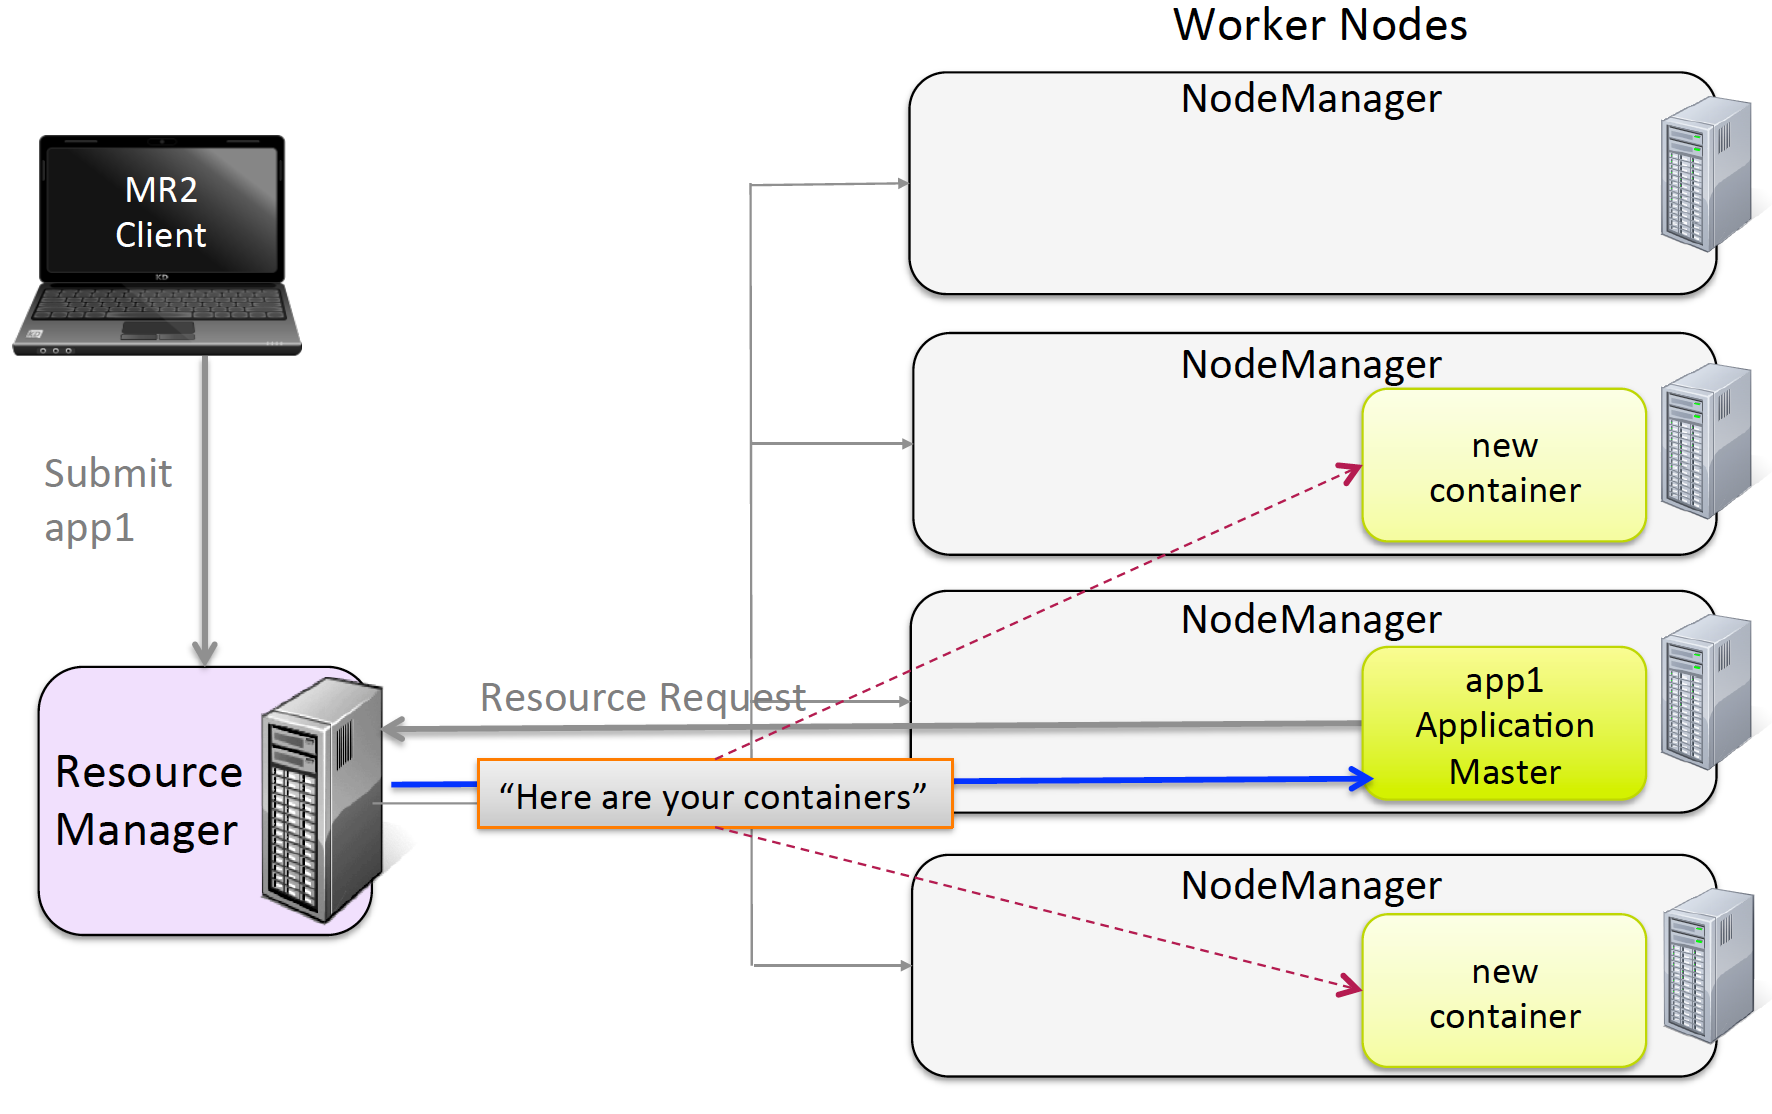 Worker Nodes
NodeManager
MR2
Client
KD
NodeManager
new
container
Submit
app1
NodeManager
Resource Request
app1
Application
Master
Resource
Manager
“Here are your containers”
NodeManager
new
container